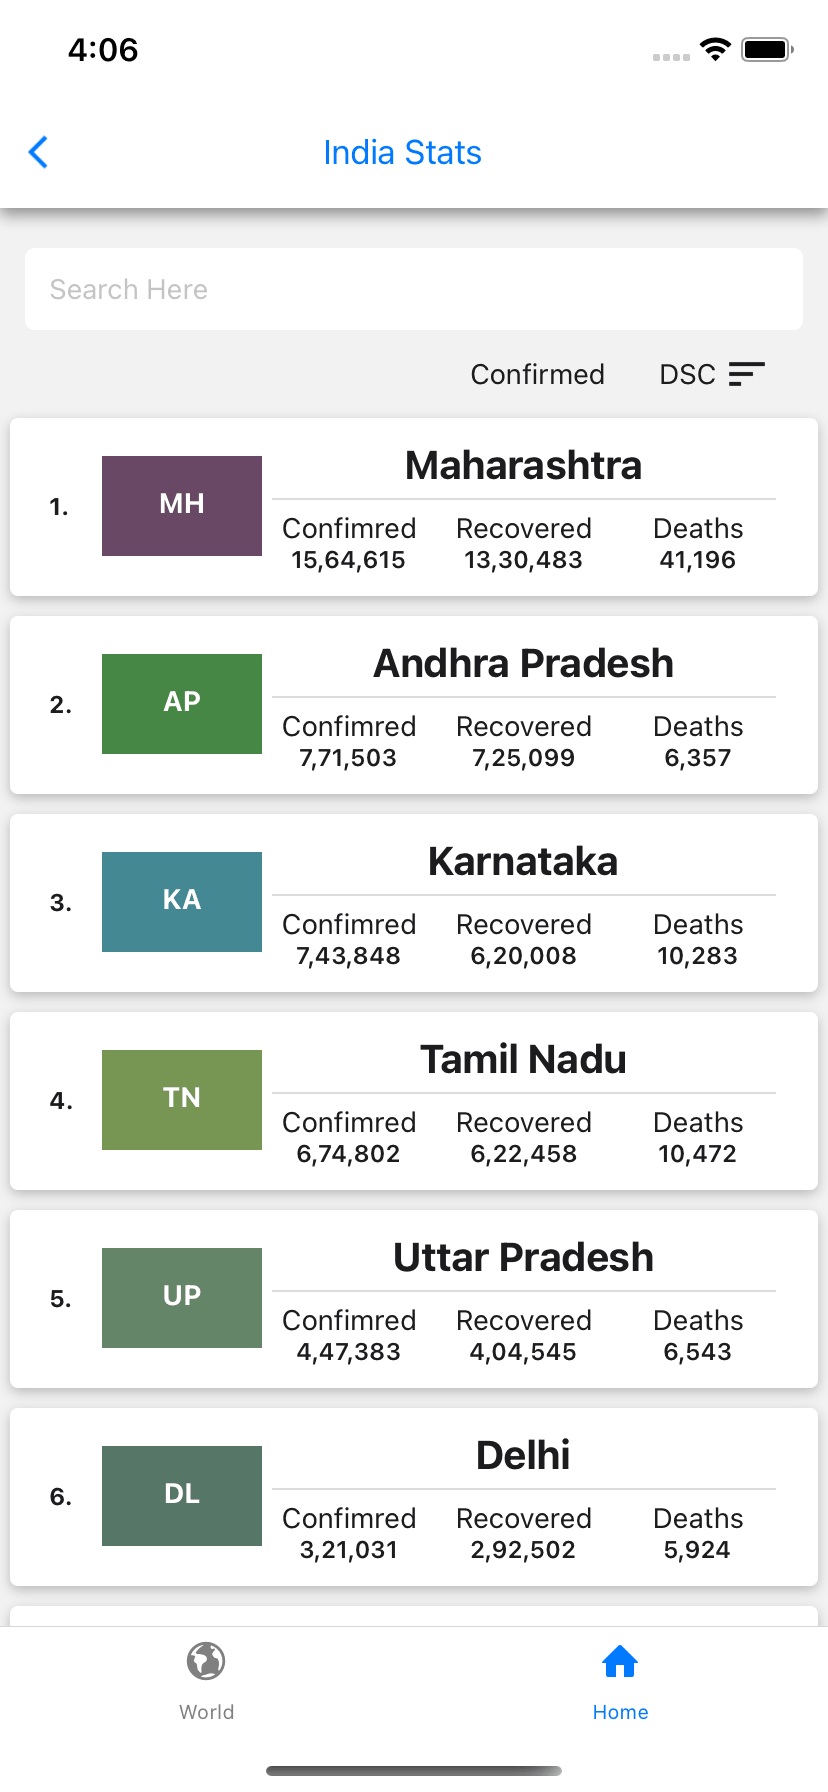 4:06
India Stats
Search Here
Confirmed DSC
1. MH Maharashtra
Confimred Recovered Deaths
15,64,615 13,30,483 41,196
2. AP Andhra Pradesh
Confimred Recovered Deaths
7,71,503 7,25,099 6,357
3. KA Karnataka
Confimred Recovered Deaths
7,43,848 6,20,008 10,283
4. TN Tamil Nadu
Confimred Recovered Deaths
6,74,802 6,22,458 10,472
5. UP Uttar Pradesh
Confimred Recovered Deaths
4,47,383 4,04,545 6,543
6. DL Delhi
Confimred Recovered Deaths
3,21,031 2,92,502 5,924
World Home